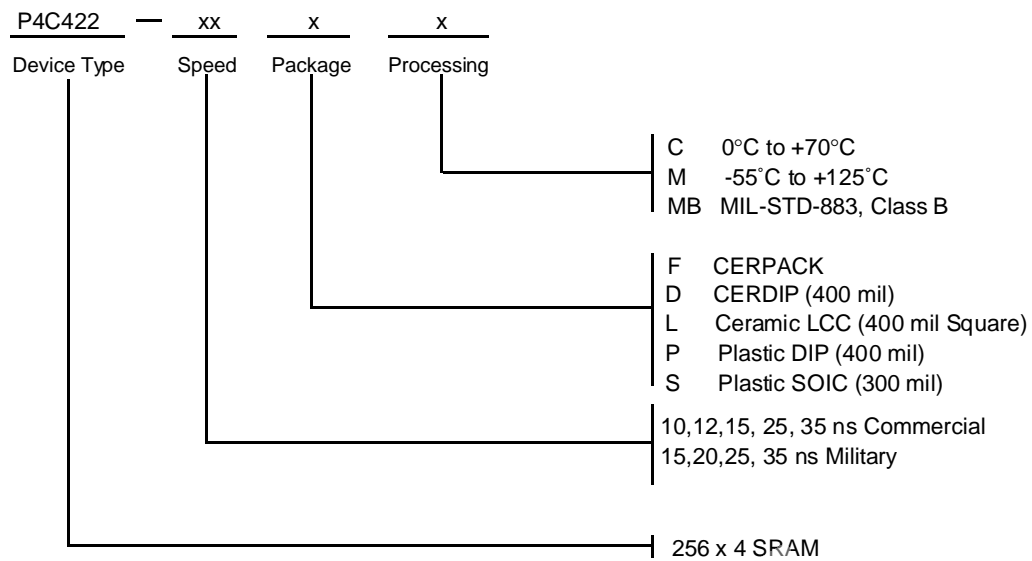 P4C422 — xx x x
Device Type Speed Package Processing
C 0°C to +70°C
M -55˚C to +125˚C
MB MIL-STD-883, Class B
F CERPACK
D CERDIP (400 mil)
L Ceramic LCC (400 mil Square)
P Plastic DIP (400 mil)
S Plastic SOIC (300 mil)
10,12,15, 25, 35 ns Commercial
15,20,25, 35 ns Military
256 x 4 SRAM